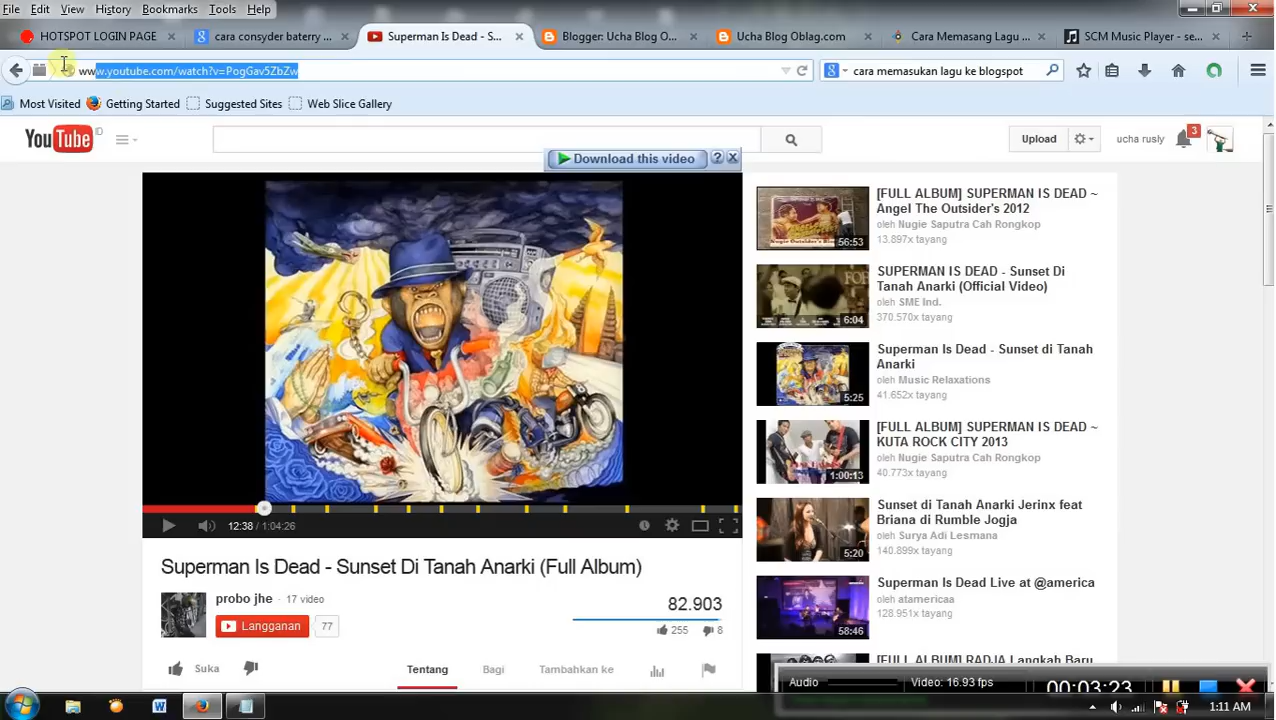 File Edit View History Bookmarks Tools Help
HOTSPOT LOGIN PAGE
cara consyder baterry ...
Superman Is Dead - S...
Blogger: Ucha Blog O...
Ucha Blog Oblag.com
Cara Memasang Lagu ...
SCM Music Player - se...
www.youtube.com/watch?v=PogGav5ZbZw
cara memasukan lagu ke blogspot
Most Visited Getting Started Suggested Sites Web Slice Gallery
YouTube ID
Upload
ucha rusly
3
Download this video
[FULL ALBUM] SUPERMAN IS DEAD ~
Angel The Outsider's 2012
oleh Nugie Saputra Cah Rongkop
13.897x tayang
56:53
SUPERMAN IS DEAD - Sunset Di
Tanah Anarki (Official Video)
oleh SME Ind.
370.570x tayang
6:04
Superman Is Dead - Sunset di Tanah
Anarki
oleh Music Relaxations
41.652x tayang
5:25
[FULL ALBUM] SUPERMAN IS DEAD ~
KUTA ROCK CITY 2013
oleh Nugie Saputra Cah Rongkop
40.773x tayang
1:00:13
Sunset di Tanah Anarki Jerinx feat
Briana di Rumble Jogja
oleh Surya Adi Lesmana
140.899x tayang
5:20
Superman Is Dead Live at @america
oleh atamericaa
128.951x tayang
58:46
[FULL ALBUM] RADJA Langkah Baru
12:38 / 1:04:26
Superman Is Dead - Sunset Di Tanah Anarki (Full Album)
probo jhe · 17 video
Langganan 77
82.903
255 8
Suka
Tentang Bagi Tambahkan ke
Audio
Video: 16.93 fps
00:03:23
1:11 AM